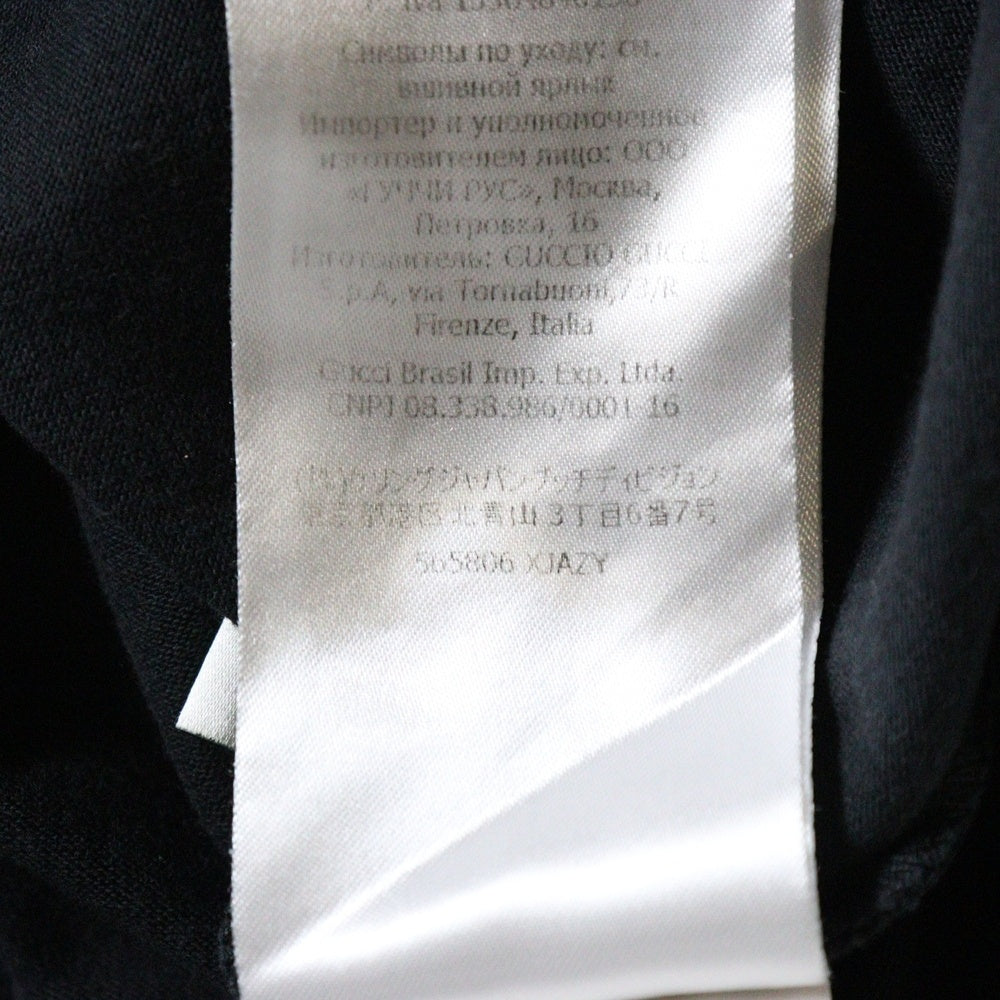 Символы по уходу: см.
вшивной ярлык
Импортер и уполномоченное
изготовителем лицо: ООО
«ГУЧЧИ РУС», Москва,
Петровка, 16
Изготовитель: GUCCIO GUCCI
S.p.A, via Tornabuoni,73/R
Firenze, Italia
Gucci Brasil Imp. Exp. Ltda.
CNPJ 08.338.986/0001-16
(株)ケリングジャパングッチディビジョン
東京都港区北青山3丁目6番7号
565806 XJAZY